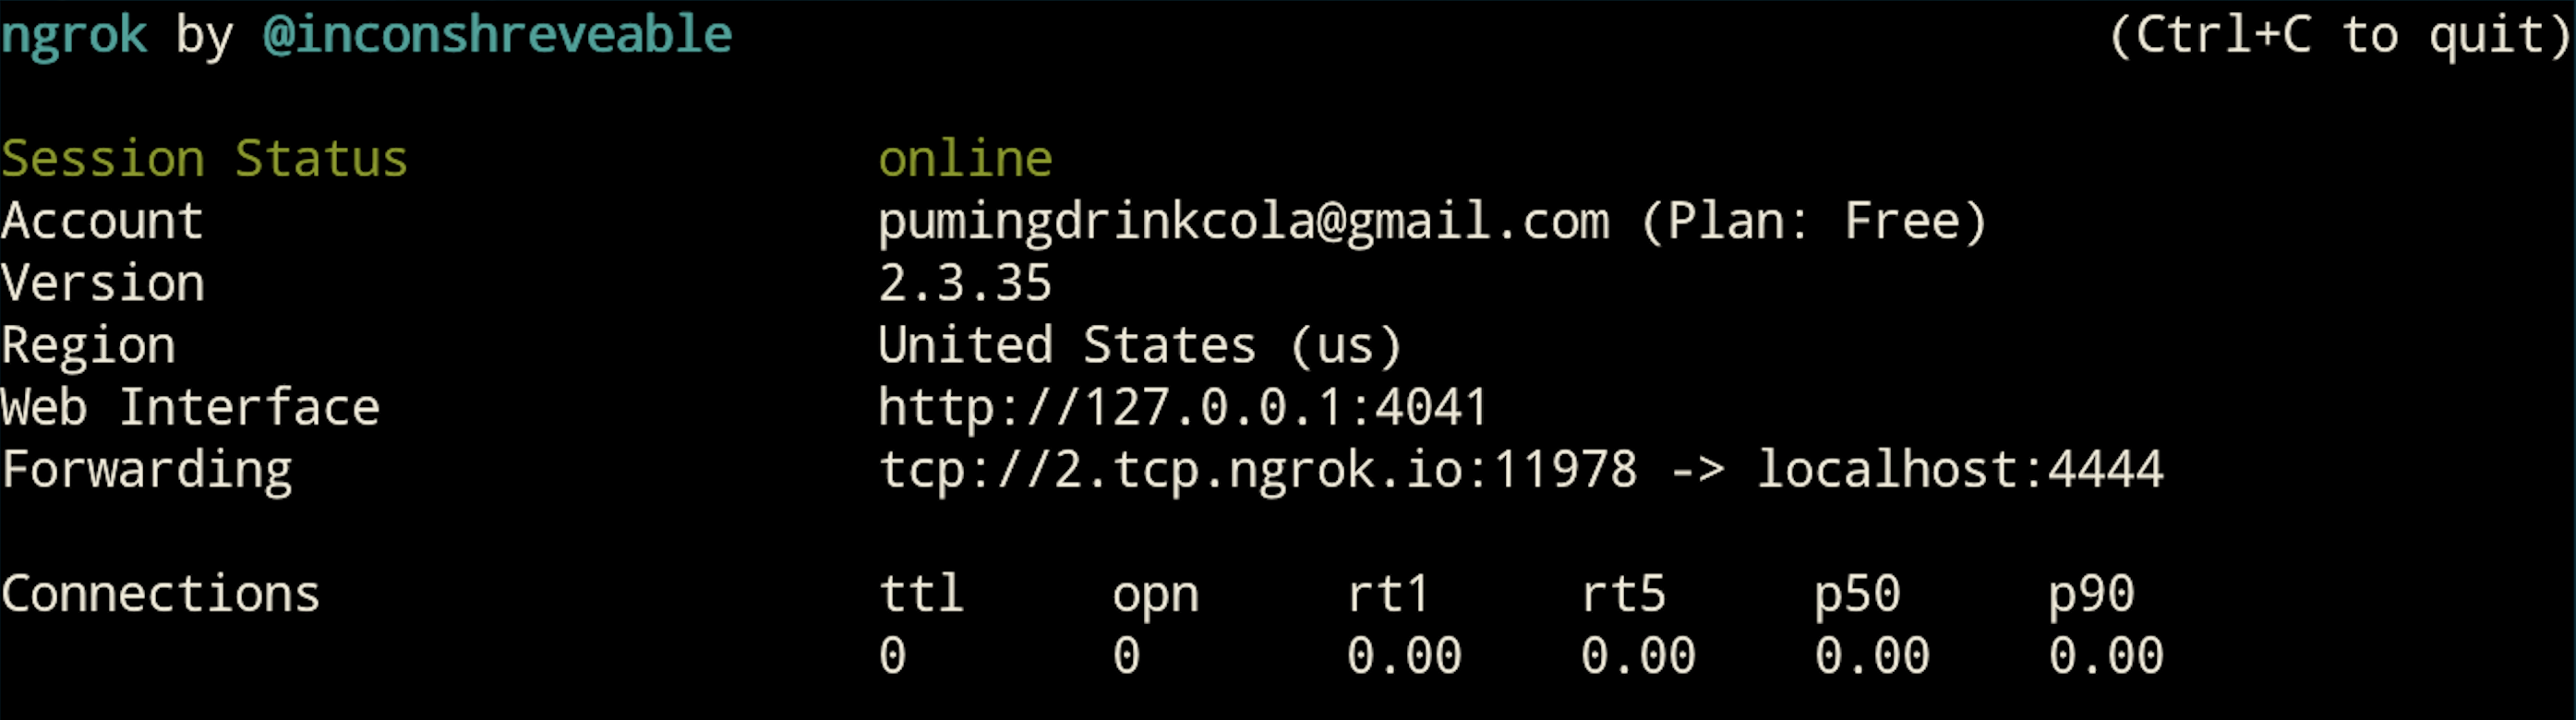 ngrok by @inconshreveable (Ctrl+C to quit)
Session Status online
Account pumingdrinkcola@gmail.com (Plan: Free)
Version 2.3.35
Region United States (us)
Web Interface http://127.0.0.1:4041
Forwarding tcp://2.tcp.ngrok.io:11978 -> localhost:4444
Connections ttl opn rt1 rt5 p50 p90
0 0 0.00 0.00 0.00 0.00